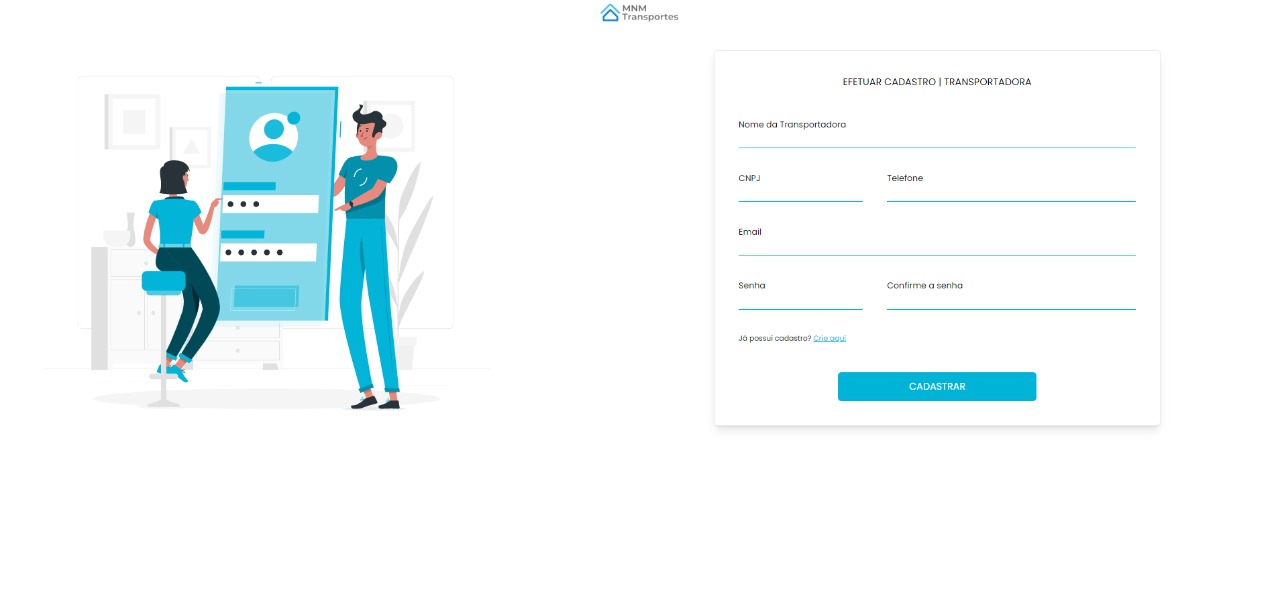 MNM
Transportes
EFETUAR CADASTRO | TRANSPORTADORA
Nome da Transportadora
CNPJ Telefone
Email
Senha Confirme a senha
Já possui cadastro? Crie aqui
CADASTRAR